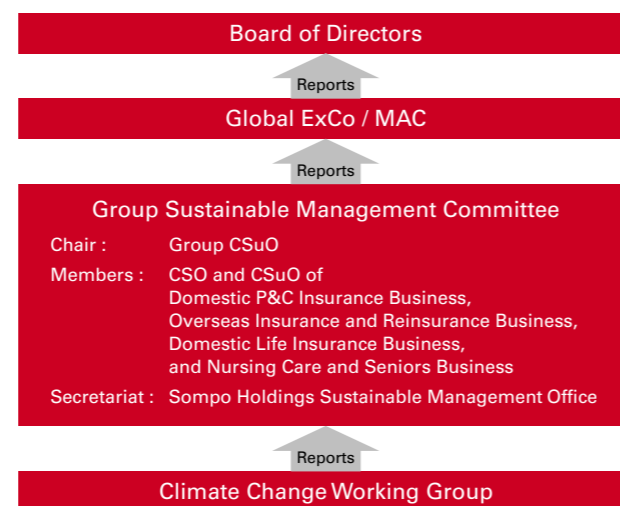 Board of Directors
Reports
Global ExCo / MAC
Reports
Group Sustainable Management Committee
Chair : Group CSuO
Members : CSO and CSuO of
Domestic P&C Insurance Business,
Overseas Insurance and Reinsurance Business,
Domestic Life Insurance Business,
and Nursing Care and Seniors Business
Secretariat : Sompo Holdings Sustainable Management Office
Reports
Climate Change Working Group